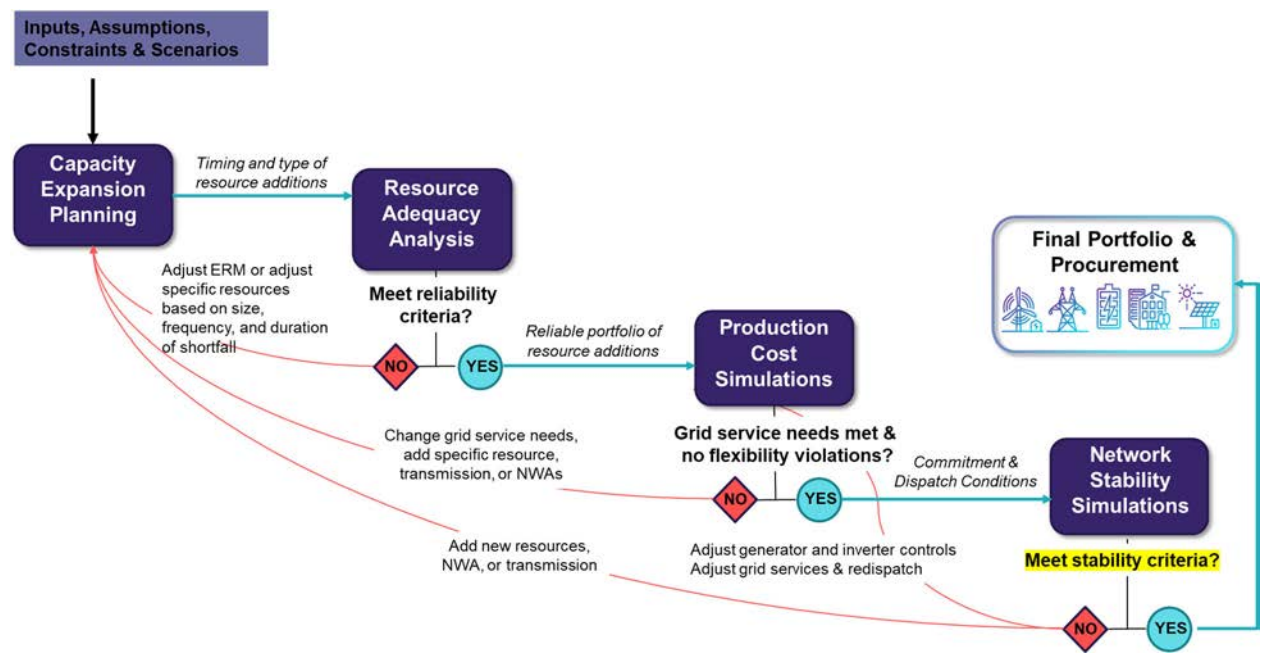 Inputs, Assumptions,
Constraints & Scenarios
Capacity
Expansion
Planning
Timing and type of
resource additions
Resource
Adequacy
Analysis
Adjust ERM or adjust
specific resources
based on size,
frequency, and duration
of shortfall
Meet reliability
criteria?
NO
YES
Reliable portfolio of
resource additions
Production
Cost
Simulations
Final Portfolio &
Procurement
Change grid service needs,
add specific resource,
transmission, or NWAs
Grid service needs met &
no flexibility violations?
NO
YES
Commitment &
Dispatch Conditions
Network
Stability
Simulations
Add new resources,
NWA, or transmission
Adjust generator and inverter controls
Adjust grid services & redispatch
Meet stability criteria?
NO
YES